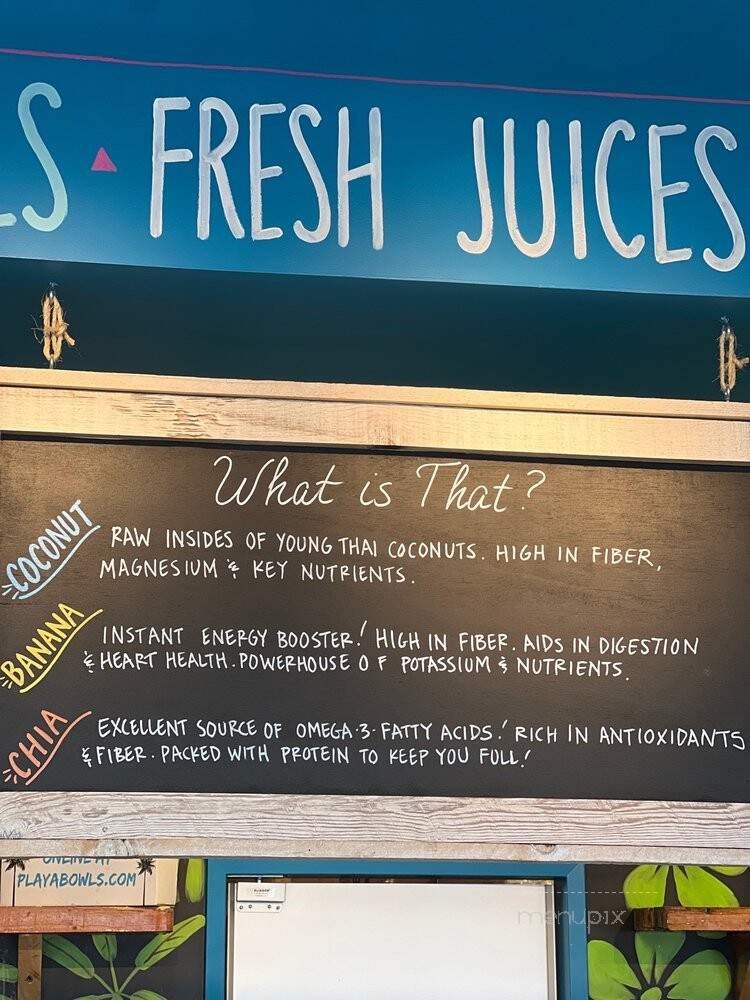 S FRESH JUICES
What is That?
COCONUT
RAW INSIDES OF YOUNG THAI COCONUTS. HIGH IN FIBER,
MAGNESIUM & KEY NUTRIENTS.
BANANA
INSTANT ENERGY BOOSTER! HIGH IN FIBER. AIDS IN DIGESTION
& HEART HEALTH. POWERHOUSE OF POTASSIUM & NUTRIENTS.
CHIA
EXCELLENT SOURCE OF OMEGA·3·FATTY ACIDS! RICH IN ANTIOXIDANTS
& FIBER. PACKED WITH PROTEIN TO KEEP YOU FULL!
ONLINE AT
PLAYABOWLS.COM
menupix